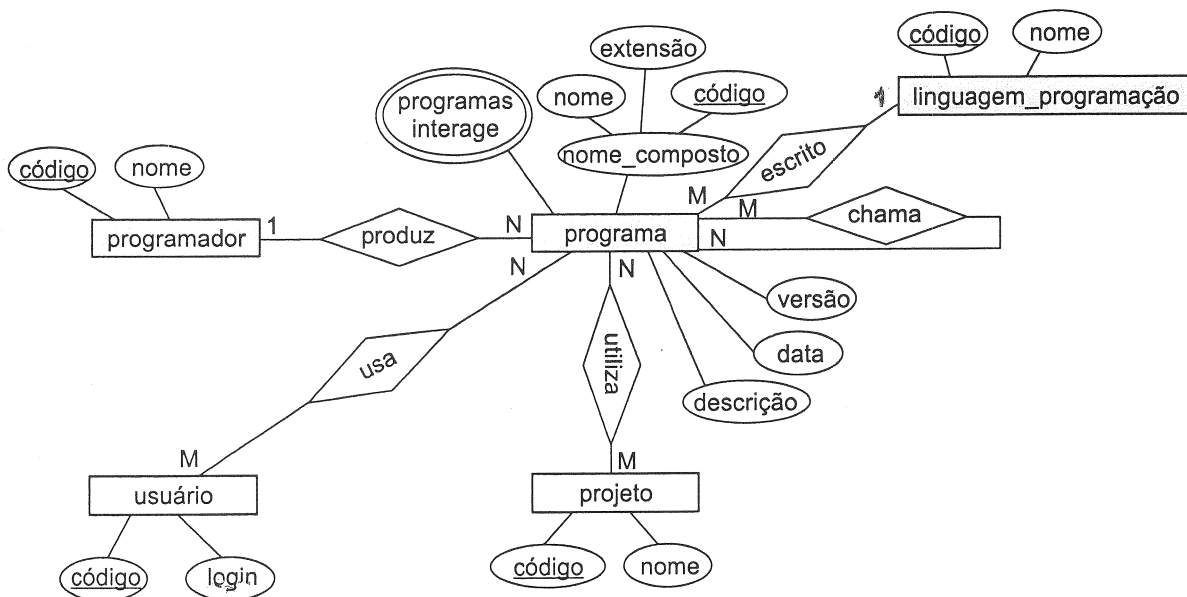 código
nome
extensão
programas
interage
nome
código
1
linguagem_programação
nome_composto
escrito
código
nome
M
M
chama
programador
1
produz
N
programa
N
N
N
versão
usa
utiliza
data
descrição
M
M
usuário
projeto
código
login
código
nome